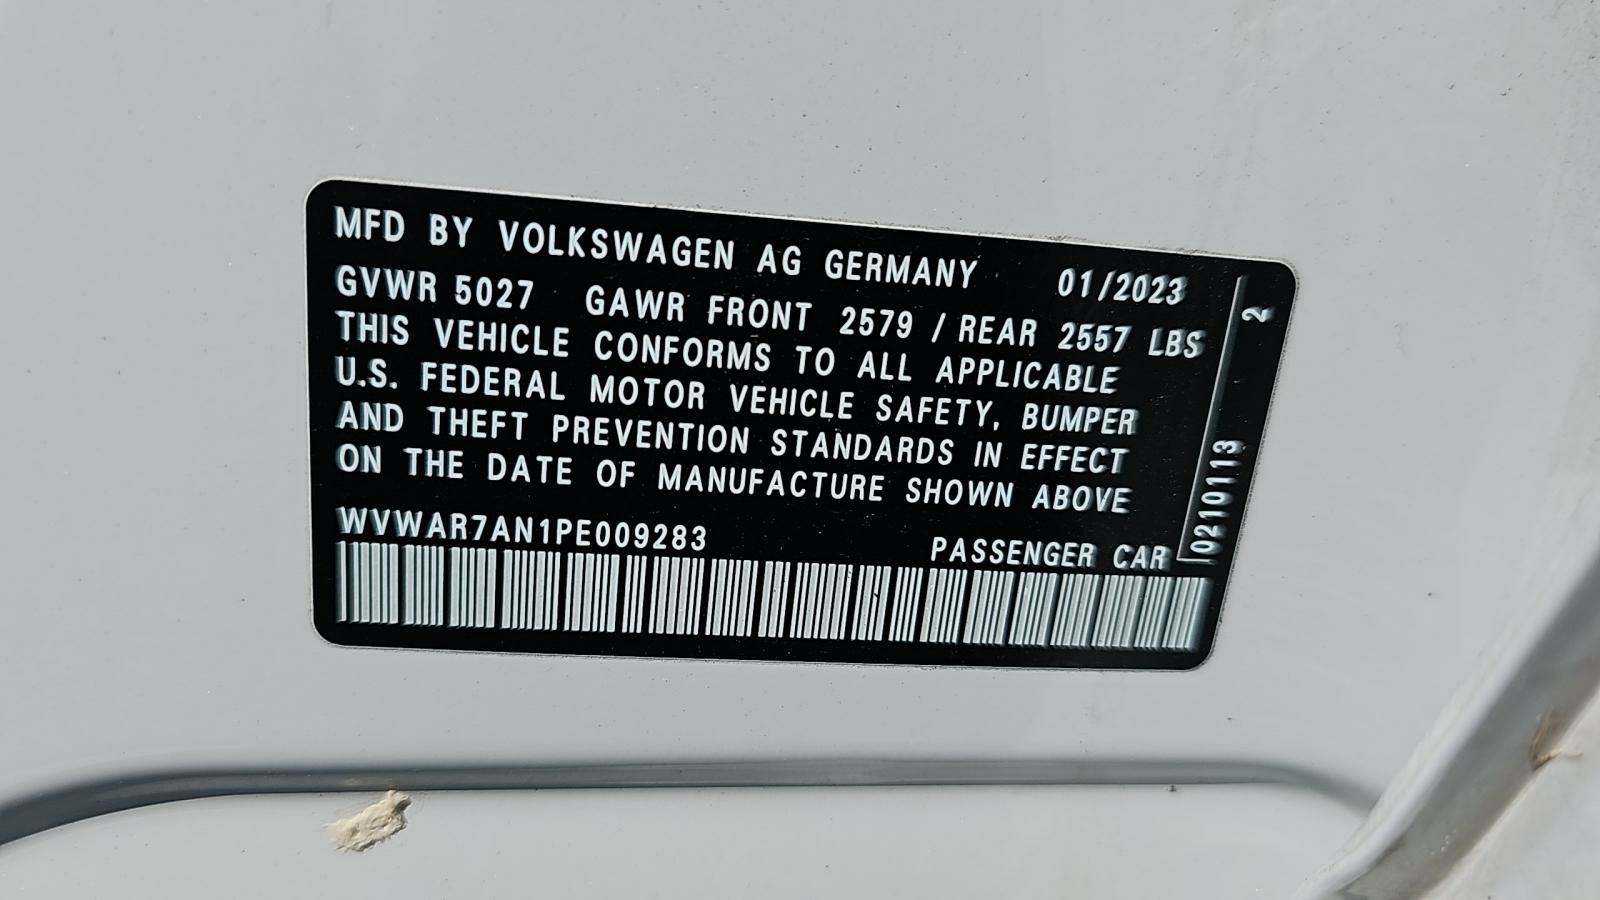 MFD BY VOLKSWAGEN AG GERMANY 01/2023
GVWR 5027 GAWR FRONT 2579 / REAR 2557 LBS
THIS VEHICLE CONFORMS TO ALL APPLICABLE
U.S. FEDERAL MOTOR VEHICLE SAFETY, BUMPER
AND THEFT PREVENTION STANDARDS IN EFFECT
ON THE DATE OF MANUFACTURE SHOWN ABOVE
WVWAR7AN1PE009283 PASSENGER CAR
0210113 2